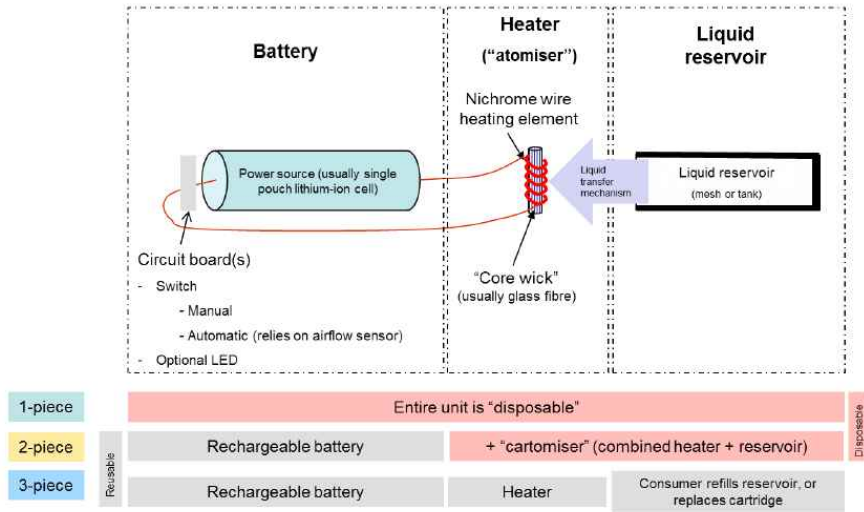 Battery
Heater
(“atomiser”)
Liquid
reservoir
Nichrome wire
heating element
Power source (usually single
pouch lithium-ion cell)
Liquid
transfer
mechanism
Liquid reservoir
(mesh or tank)
Circuit board(s)
- Switch
- Manual
- Automatic (relies on airflow sensor)
- Optional LED
“Core wick”
(usually glass fibre)
1-piece
Entire unit is “disposable”
Disposable
2-piece
Reusable
Rechargeable battery
+ “cartomiser” (combined heater + reservoir)
3-piece
Rechargeable battery
Heater
Consumer refills reservoir, or
replaces cartridge